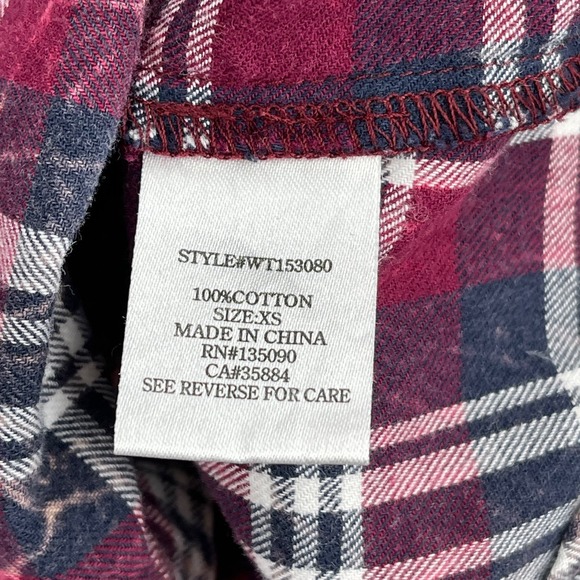 STYLE#WT153080
100%COTTON
SIZE:XS
MADE IN CHINA
RN#135090
CA#35884
SEE REVERSE FOR CARE